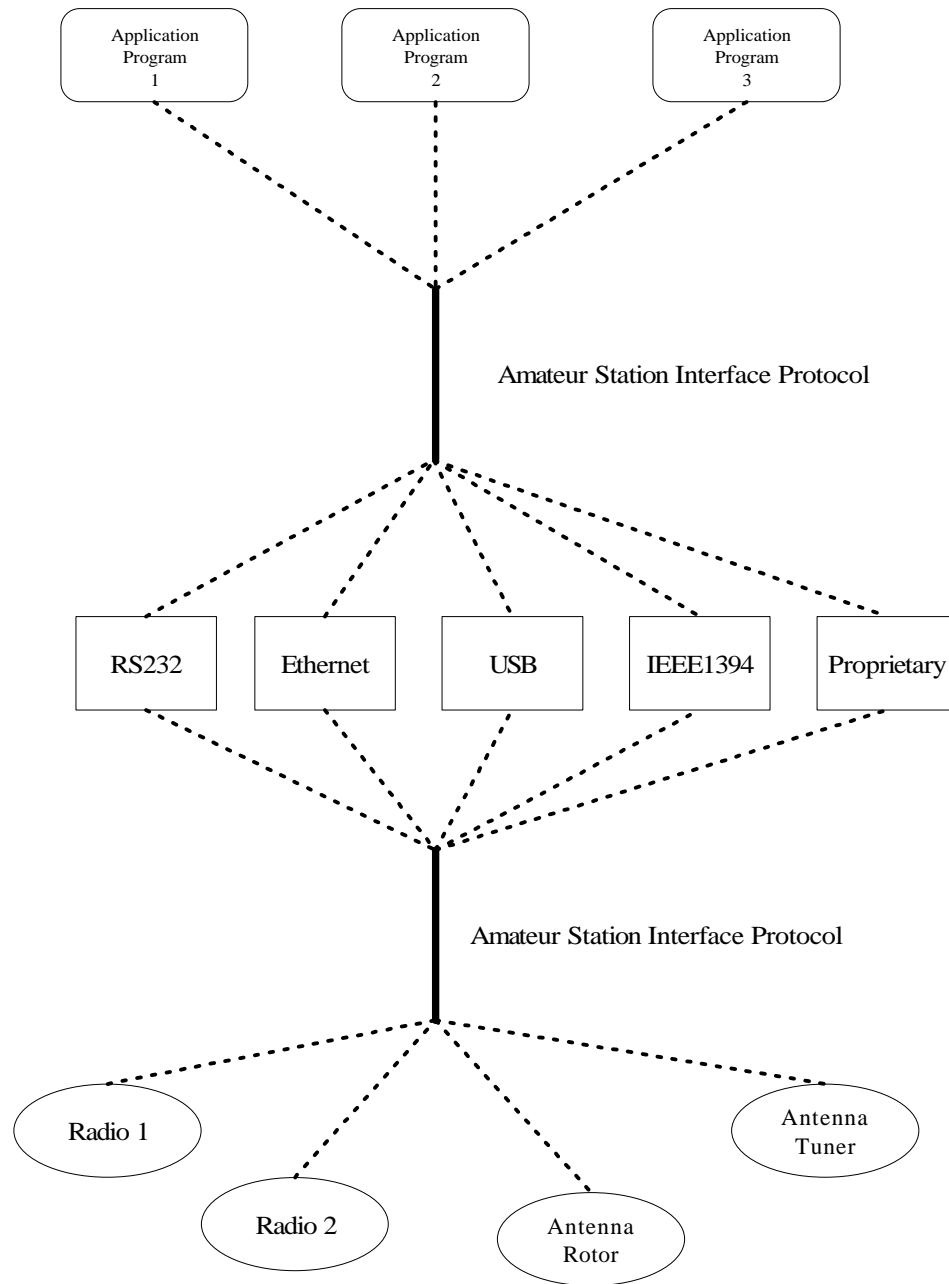 Application
Program
1
Application
Program
2
Application
Program
3
Amateur Station Interface Protocol
RS232
Ethernet
USB
IEEE1394
Proprietary
Amateur Station Interface Protocol
Radio 1
Radio 2
Antenna
Rotor
Antenna
Tuner